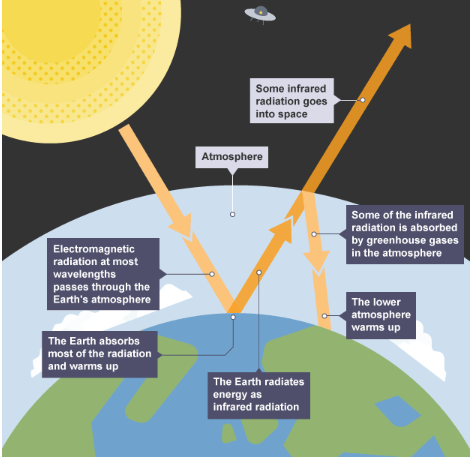 Some infrared
radiation goes
into space
Atmosphere
Some of the infrared
radiation is absorbed
by greenhouse gases
in the atmosphere
Electromagnetic
radiation at most
wavelengths
passes through the
Earth's atmosphere
The lower
atmosphere
warms up
The Earth absorbs
most of the radiation
and warms up
The Earth radiates
energy as
infrared radiation